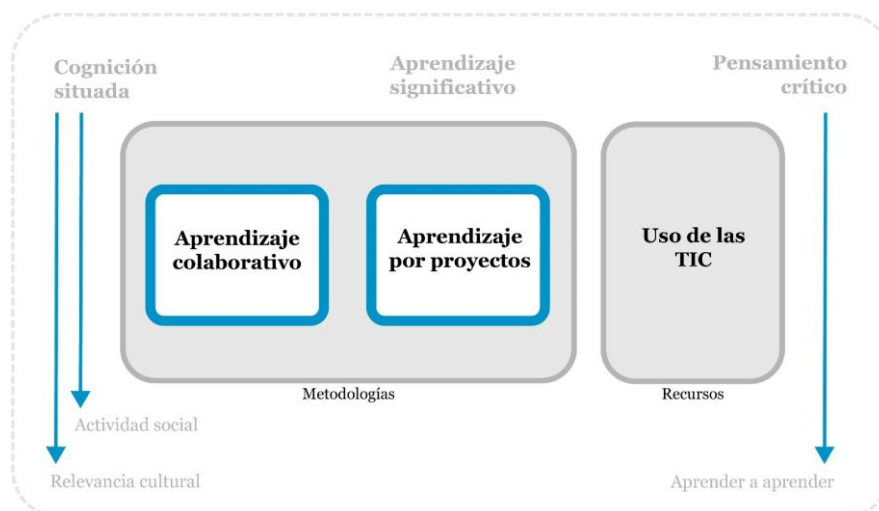 Cognición
situada
Aprendizaje
significativo
Pensamiento
crítico
Aprendizaje
colaborativo
Aprendizaje
por proyectos
Uso de las
TIC
Metodologías
Recursos
Actividad social
Relevancia cultural
Aprender a aprender